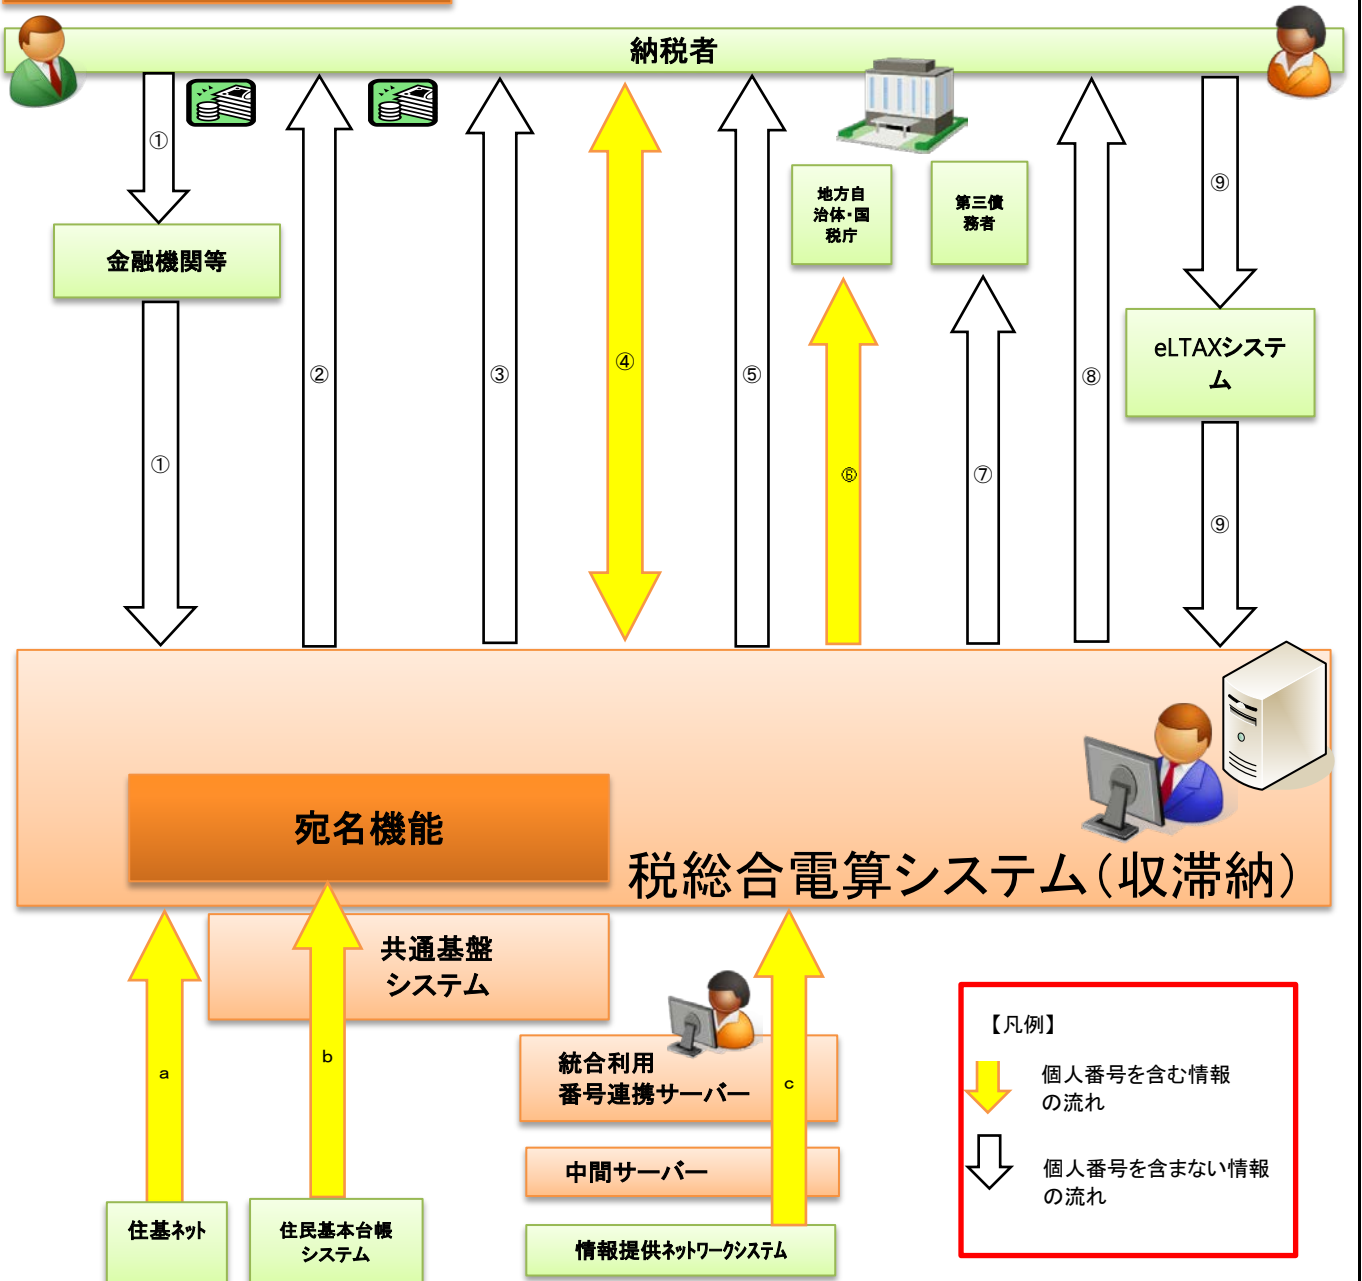 納税者
①
金融機関等
①
②
③
④
⑤
地方自
治体・国
税庁
⑥
第三債
務者
⑦
⑧
⑨
eLTAXシステ
ム
⑨
宛名機能
税総合電算システム（収滞納）
共通基盤
システム
a
b
統合利用
番号連携サーバー
c
中間サーバー
住基ネット
住民基本台帳
システム
情報提供ネットワークシステム
【凡例】
個人番号を含む情報
の流れ
個人番号を含まない情報
の流れ